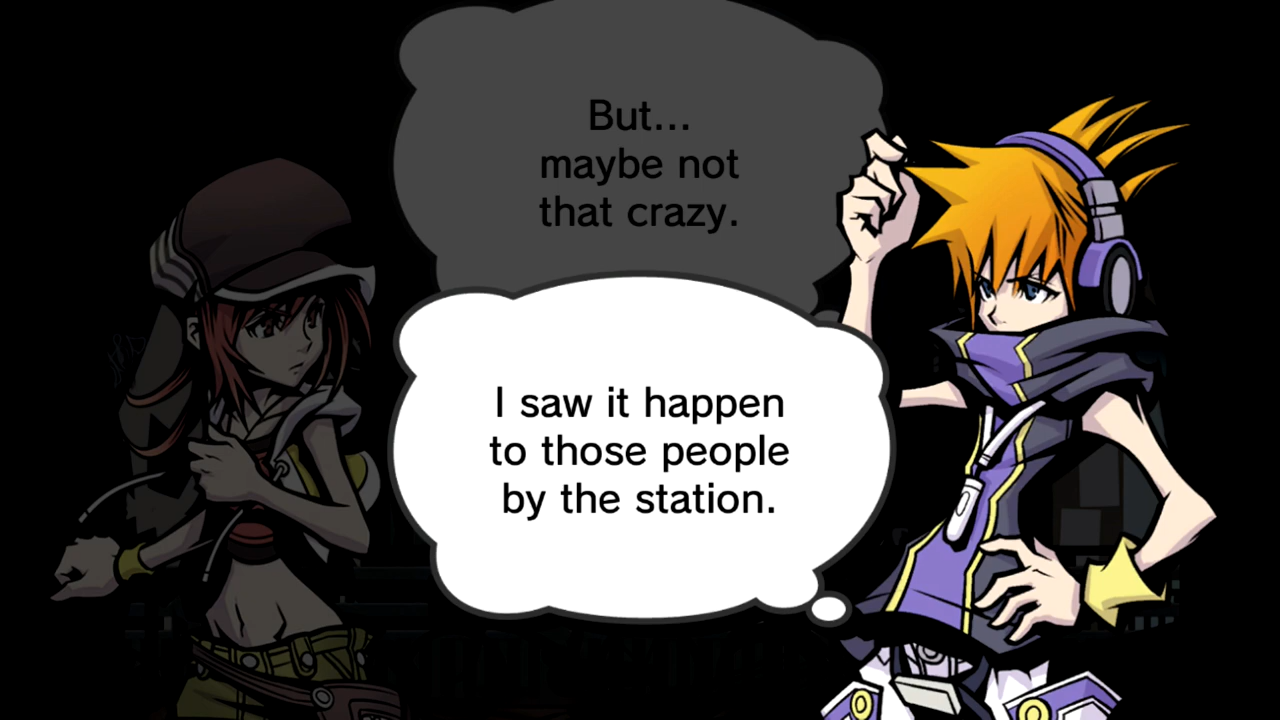 But...
maybe not
that crazy.
I saw it happen
to those people
by the station.